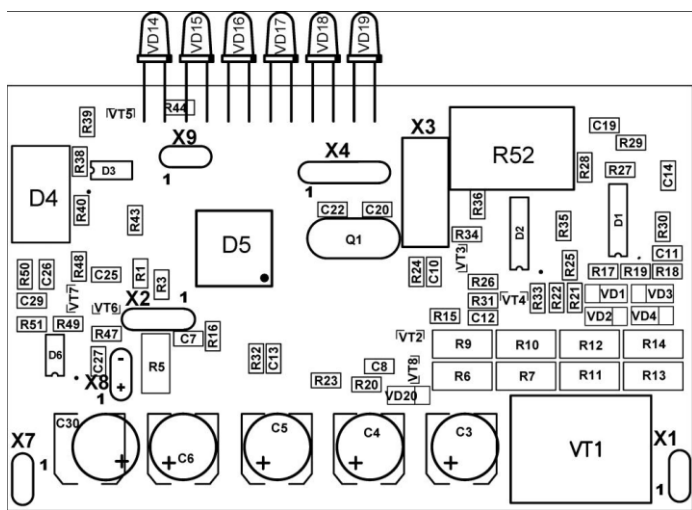 VD14 VD15 VD16 VD17 VD18 VD19
R39 VT5 R44
X9 X4 X3 C19
R38 D3 R52 R28 R29
1 1 R27 C14
D4 R40 R43 C22 C20 R36 D2 R35 D1 R30
D5 Q1 R34
VT3 C11
R50 C26 R48 C25 R1 R3 R24 C10 R26 R25 R17 R19 R18
C29 VT7 VT6 X2 1 R31 VT4 R33 R22 R21 VD1 VD3
R51 R49 R47 C7 R16 R15 C12 VD2 VD4
D6 C27 - R5 R32 C13 VT2 R9 R10 R12 R14
X8 + C8 VT8 R6 R7 R11 R13
1 R23 R20 VD20
C30 C6 C5 C4 C3 VT1
X7 1 + + + + + X1 1